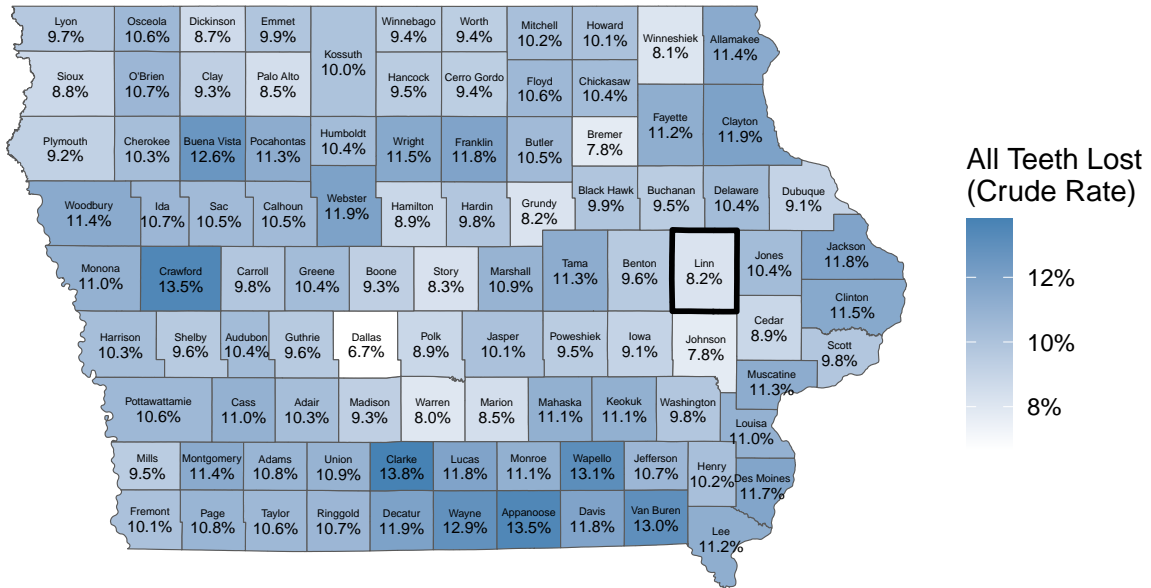 Lyon
9.7%
Osceola
10.6%
Dickinson
8.7%
Emmet
9.9%
Kossuth
10.0%
Winnebago
9.4%
Worth
9.4%
Mitchell
10.2%
Howard
10.1%
Winneshiek
8.1%
Allamakee
11.4%
Sioux
8.8%
O'Brien
10.7%
Clay
9.3%
Palo Alto
8.5%
Hancock
9.5%
Cerro Gordo
9.4%
Floyd
10.6%
Chickasaw
10.4%
Fayette
11.2%
Clayton
11.9%
Plymouth
9.2%
Cherokee
10.3%
Buena Vista
12.6%
Pocahontas
11.3%
Humboldt
10.4%
Wright
11.5%
Franklin
11.8%
Butler
10.5%
Bremer
7.8%
Woodbury
11.4%
Ida
10.7%
Sac
10.5%
Calhoun
10.5%
Webster
11.9%
Hamilton
8.9%
Hardin
9.8%
Grundy
8.2%
Black Hawk
9.9%
Buchanan
9.5%
Delaware
10.4%
Dubuque
9.1%
Monona
11.0%
Crawford
13.5%
Carroll
9.8%
Greene
10.4%
Boone
9.3%
Story
8.3%
Marshall
10.9%
Tama
11.3%
Benton
9.6%
Linn
8.2%
Jones
10.4%
Jackson
11.8%
Clinton
11.5%
Harrison
10.3%
Shelby
9.6%
Audubon
10.4%
Guthrie
9.6%
Dallas
6.7%
Polk
8.9%
Jasper
10.1%
Poweshiek
9.5%
Iowa
9.1%
Johnson
7.8%
Cedar
8.9%
Scott
9.8%
Muscatine
11.3%
Pottawattamie
10.6%
Cass
11.0%
Adair
10.3%
Madison
9.3%
Warren
8.0%
Marion
8.5%
Mahaska
11.1%
Keokuk
11.1%
Washington
9.8%
Louisa
11.0%
Mills
9.5%
Montgomery
11.4%
Adams
10.8%
Union
10.9%
Clarke
13.8%
Lucas
11.8%
Monroe
11.1%
Wapello
13.1%
Jefferson
10.7%
Henry
10.2%
Des Moines
11.7%
Fremont
10.1%
Page
10.8%
Taylor
10.6%
Ringgold
10.7%
Decatur
11.9%
Wayne
12.9%
Appanoose
13.5%
Davis
11.8%
Van Buren
13.0%
Lee
11.2%
All Teeth Lost
(Crude Rate)
12%
10%
8%